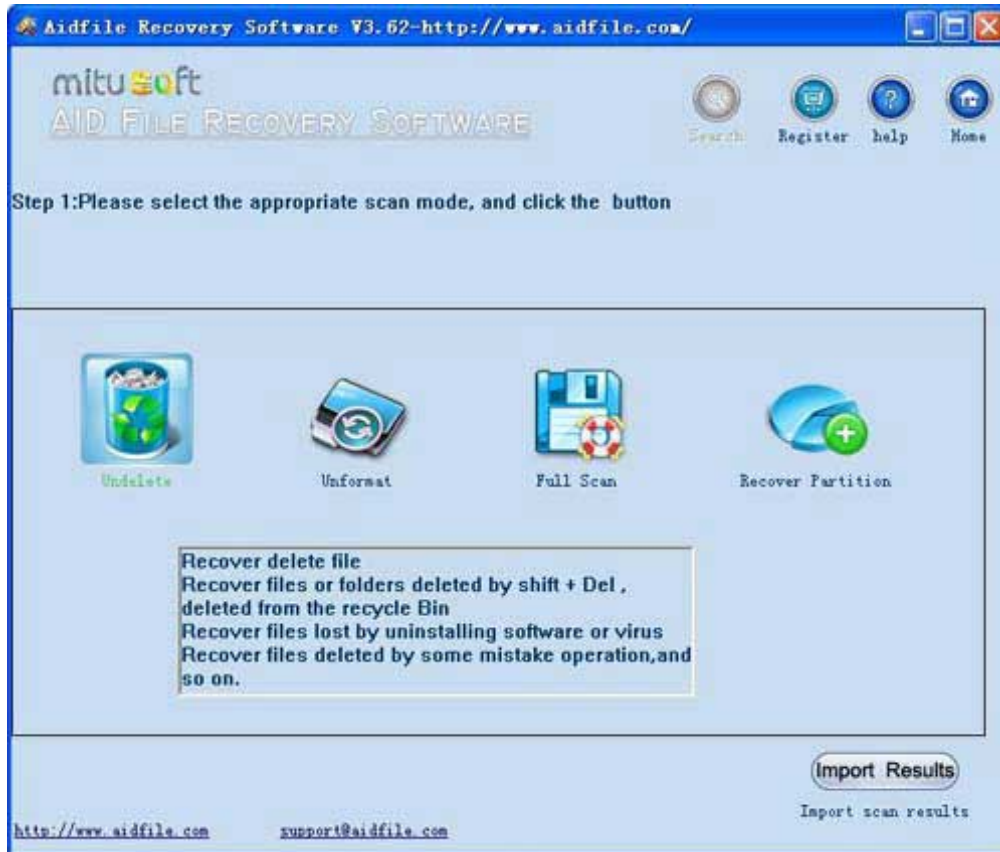 Aidfile Recovery Software V3.62-http://www.aidfile.com/
mitusoft
AID FILE RECOVERY SOFTWARE
Search
Register
help
Home
Step 1:Please select the appropriate scan mode, and click the  button
Undelete
Unformat
Full Scan
Recover Partition
Recover delete file
Recover files or folders deleted by shift + Del ,
deleted from the recycle Bin
Recover files lost by uninstalling software or virus
Recover files deleted by some mistake operation,and
so on.
Import Results
Import scan results
http://www.aidfile.com
support@aidfile.com